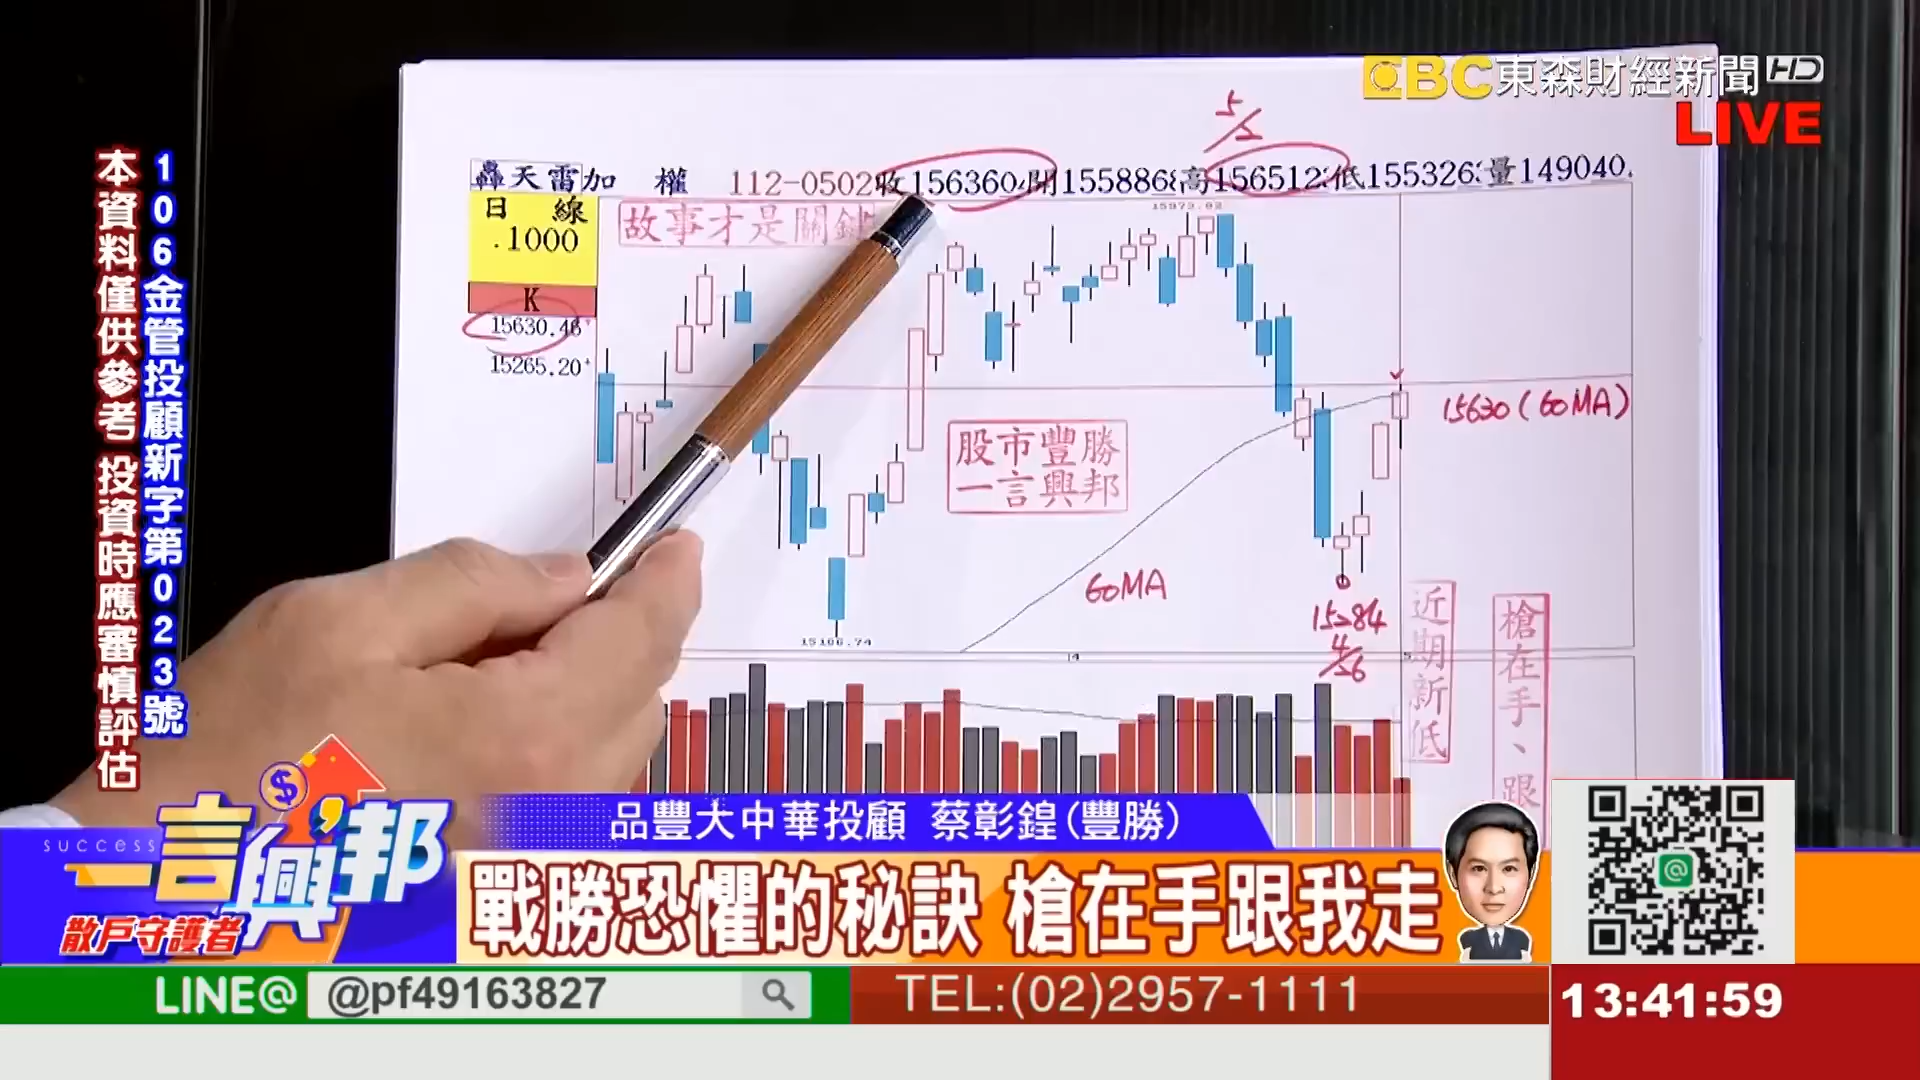 EBC東森財經新聞HD
LIVE
106金管投顧新字第023號
本資料僅供參考 投資時應審慎評估
5/2
轟天雷加 權 112-0502收156360開155886高156512低155326量149040.
日 線
.1000
K
15630.46
15265.20
故事才是關鍵
15973.82
15630(60MA)
股市豐勝
一言興邦
60MA
15106.74
15284
4/26
4
5
近期新低
槍在手、跟
success
一言興邦
散戶守護者
品豐大中華投顧 蔡彰鍠(豐勝)
戰勝恐懼的秘訣 槍在手跟我走
LINE@ @pf49163827
TEL:(02)2957-1111
13:41:59